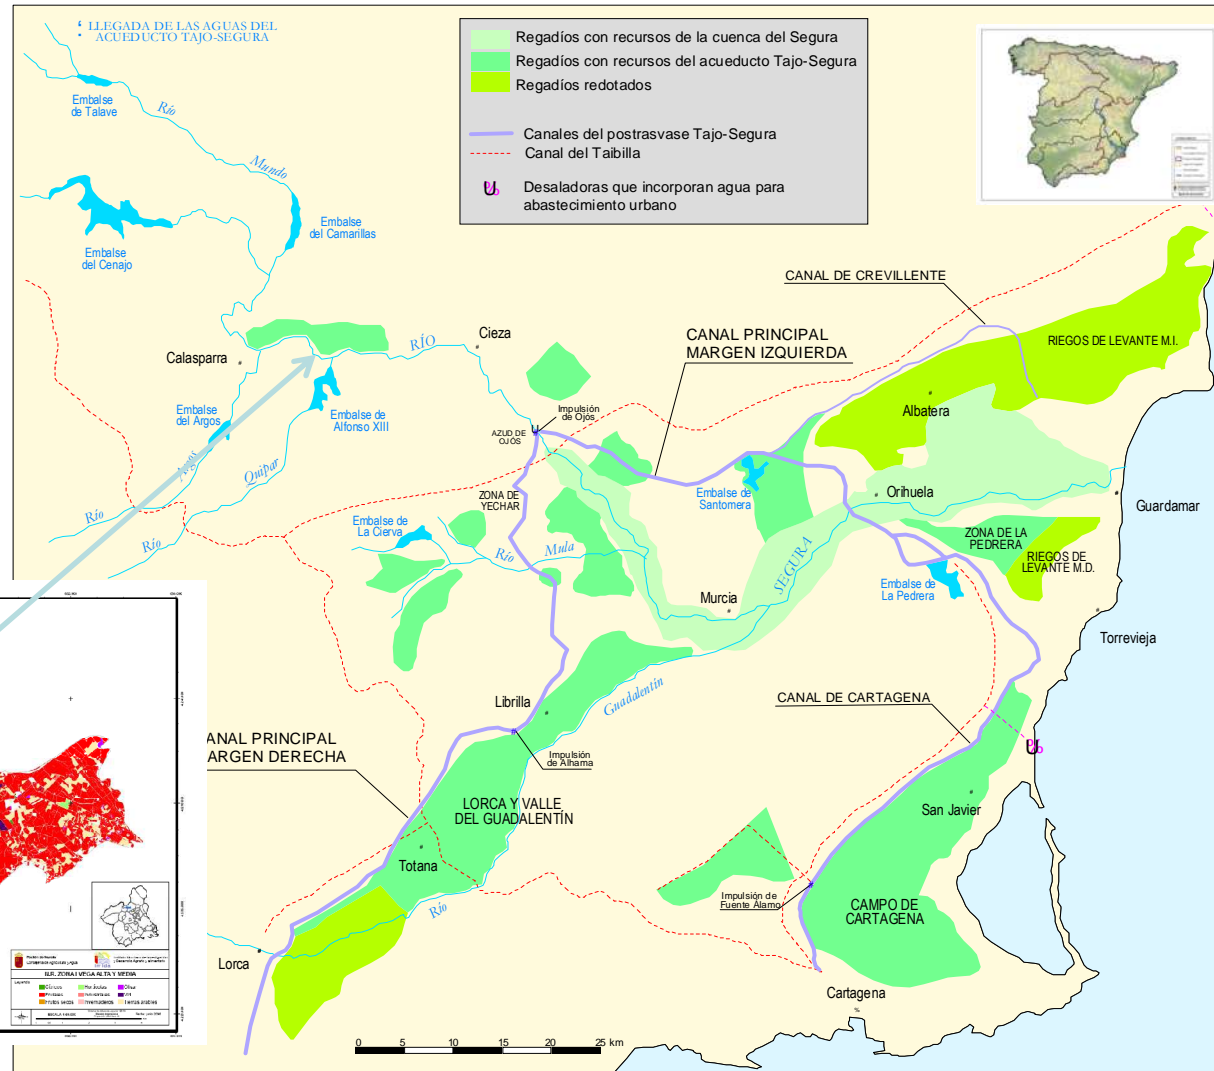 LLEGADA DE LAS AGUAS DEL
ACUEDUCTO TAJO-SEGURA
Regadíos con recursos de la cuenca del Segura
Regadíos con recursos del acueducto Tajo-Segura
Regadíos redotados
Canales del postrasvase Tajo-Segura
Canal del Taibilla
Desaladoras que incorporan agua para
abastecimiento urbano
Embalse
de Talave
Río
Mundo
Embalse
del Cenajo
Embalse
del Camarillas
CANAL DE CREVILLENTE
Calasparra
RÍO
Cieza
CANAL PRINCIPAL
MARGEN IZQUIERDA
RIEGOS DE LEVANTE M.I.
Embalse
del Argos
Embalse de
Alfonso XIII
Impulsión
de Ojós
AZUD DE
OJÓS
Albatera
Argos
Quípar
Río
Río
ZONA DE
YECHAR
Embalse de
La Cierva
Río
Mula
Embalse de
Santomera
Orihuela
Guardamar
SEGURA
ZONA DE LA
PEDRERA
RIEGOS DE
LEVANTE M.D.
Embalse de
La Pedrera
Murcia
Torrevieja
Librilla
Guadalentín
CANAL DE CARTAGENA
ANAL PRINCIPAL
ARGEN DERECHA
Impulsión
de Alhama
LORCA Y VALLE
DEL GUADALENTÍN
San Javier
Totana
Impulsión de
Fuente Álamo
CAMPO DE
CARTAGENA
Río
Lorca
Cartagena
0 5 10 15 20 25 km
U.R. ZONA I VEGA ALTA Y MEDIA